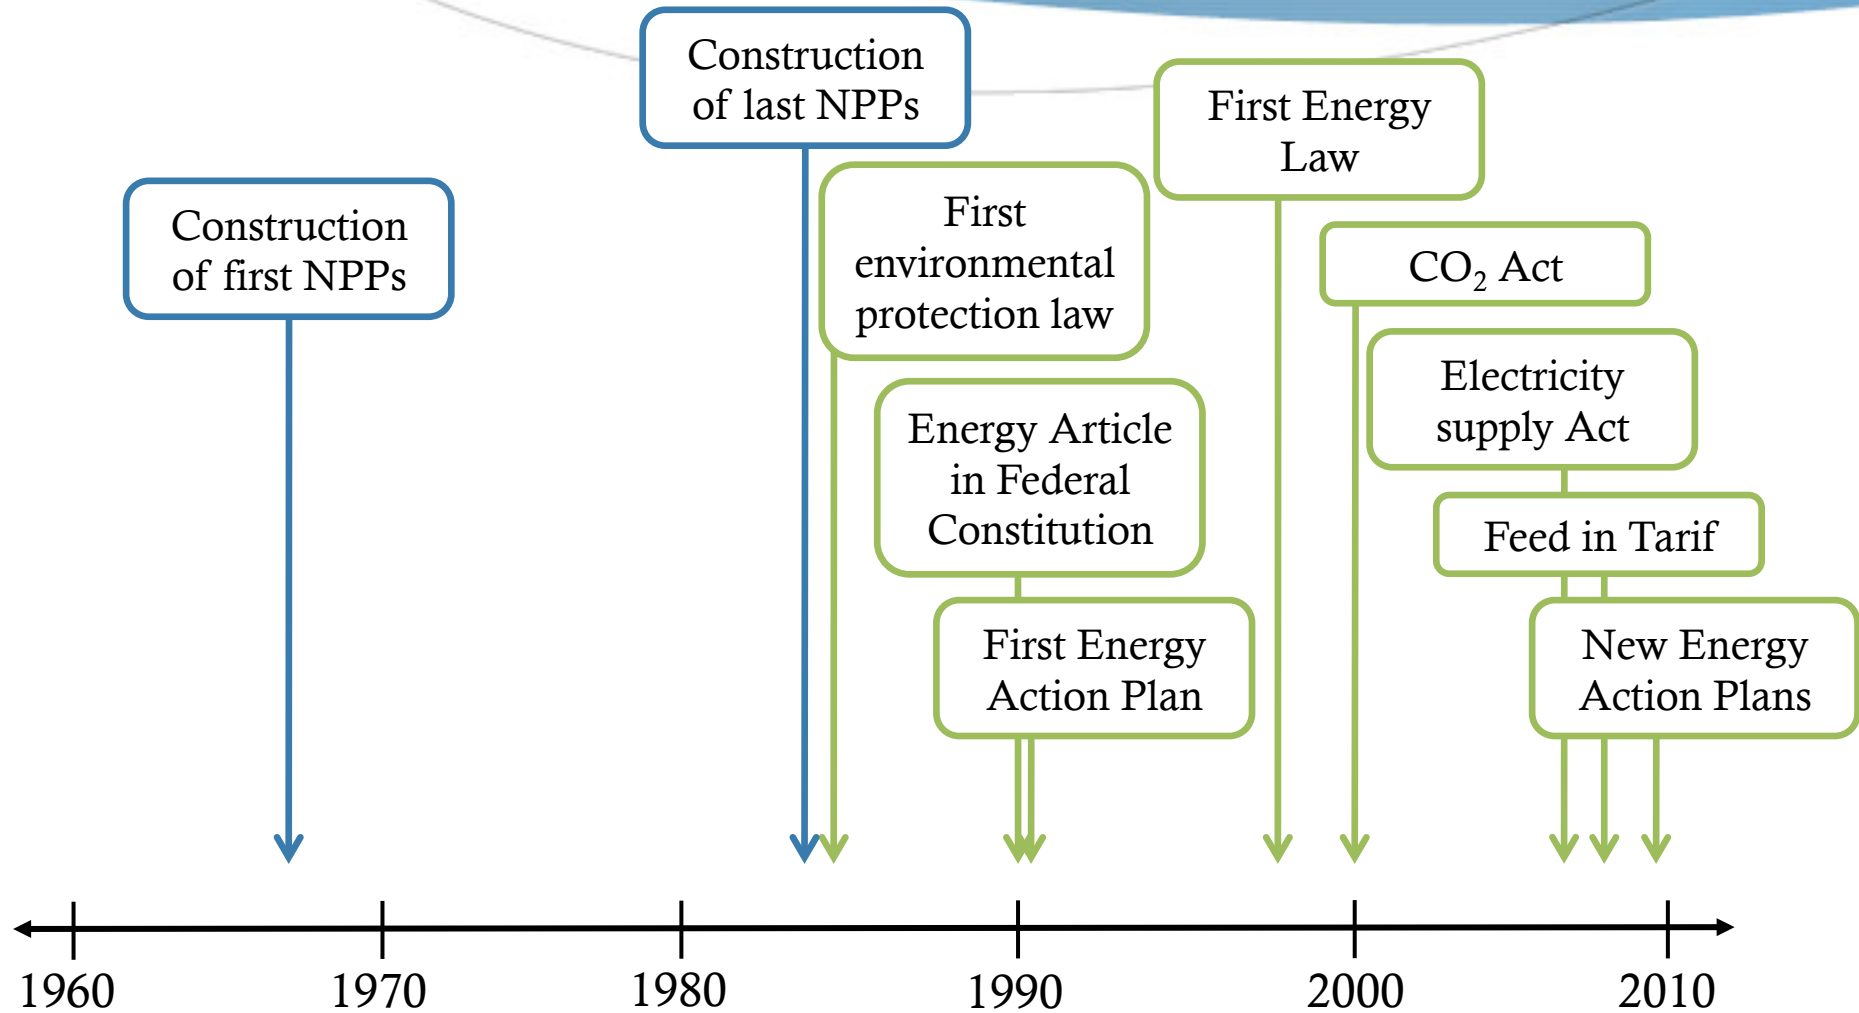 Construction
of last NPPs
First Energy
Law
Construction
of first NPPs
First
environmental
protection law
CO₂ Act
Electricity
supply Act
Energy Article
in Federal
Constitution
Feed in Tarif
First Energy
Action Plan
New Energy
Action Plans
1960 1970 1980 1990 2000 2010